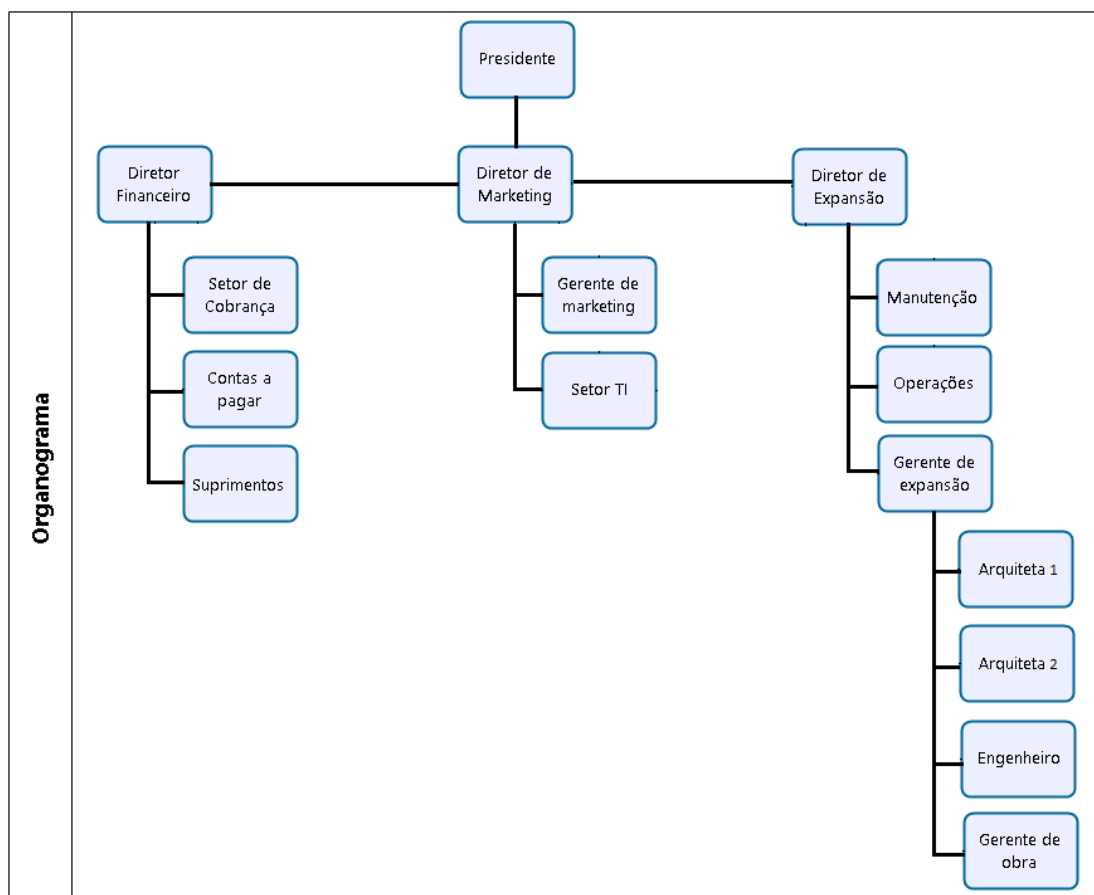 Organograma
Presidente
Diretor
Financeiro
Diretor de
Marketing
Diretor de
Expansão
Setor de
Cobrança
Contas a
pagar
Suprimentos
Gerente de
marketing
Setor TI
Manutenção
Operações
Gerente de
expansão
Arquiteta 1
Arquiteta 2
Engenheiro
Gerente de
obra